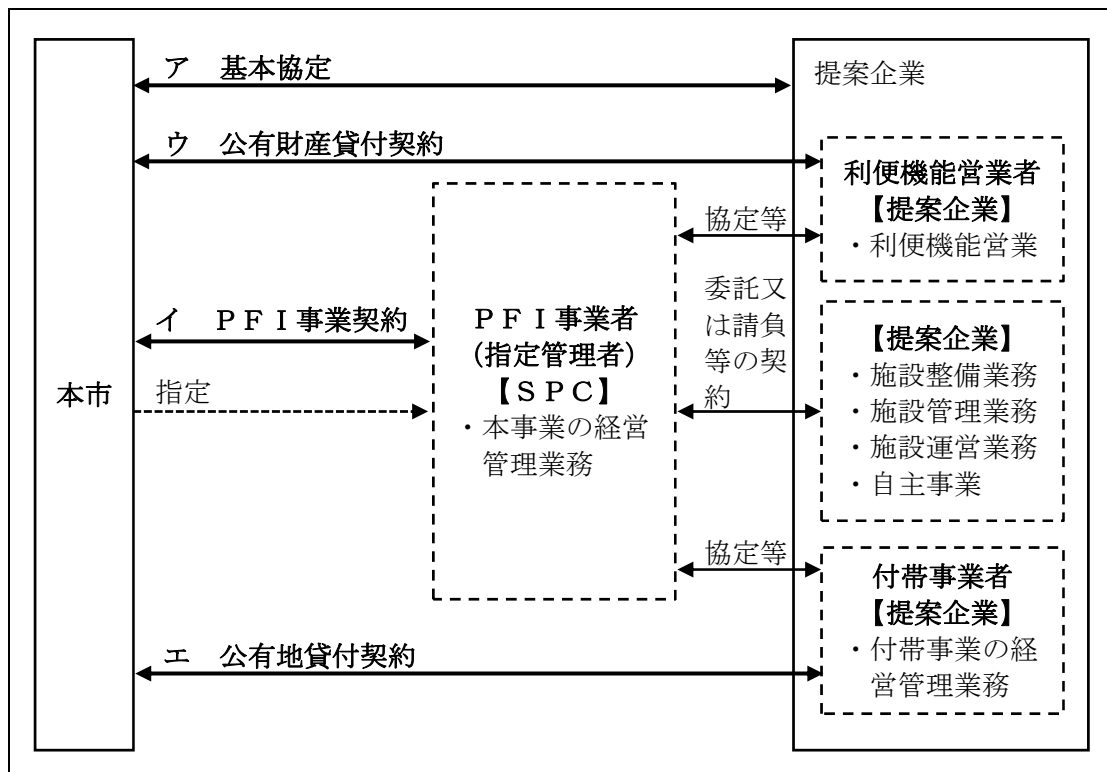 ア　基本協定
提案企業
ウ　公有財産貸付契約
利便機能営業者
【提案企業】
・利便機能営業
協定等
委託又
は請負
等の契
約
イ　ＰＦＩ事業契約
ＰＦＩ事業者
（指定管理者）
【ＳＰＣ】
・本事業の経営
管理業務
本市
指定
【提案企業】
・施設整備業務
・施設管理業務
・施設運営業務
・自主事業
協定等
付帯事業者
【提案企業】
・付帯事業の経
営管理業務
エ　公有地貸付契約